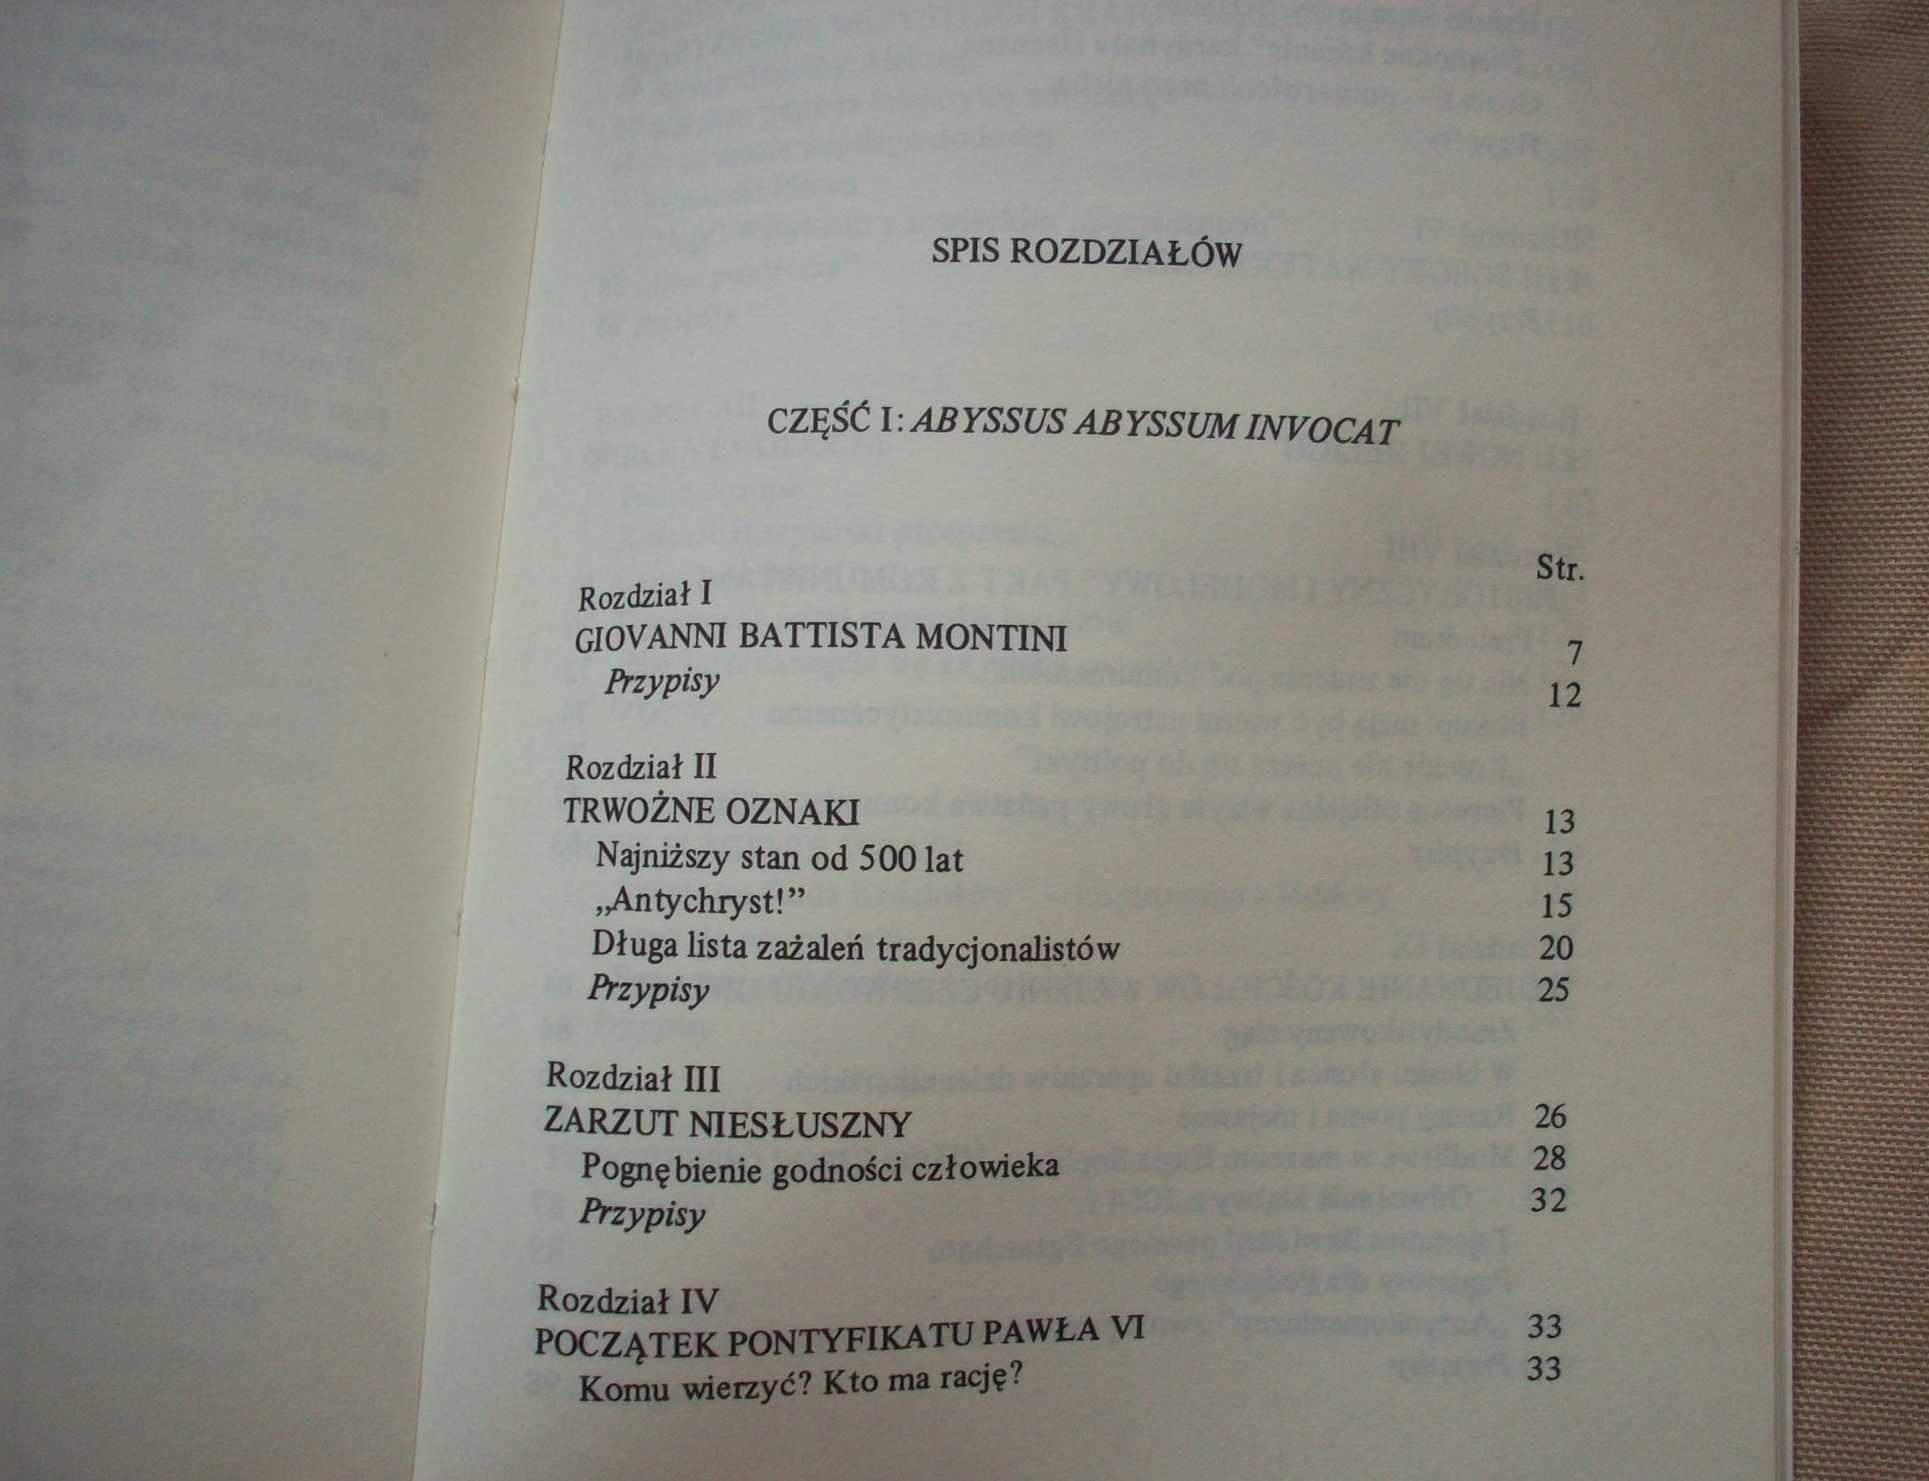 SPIS ROZDZIAŁÓW
CZĘŚĆ I: ABYSSUS ABYSSUM INVOCAT
Str.
Rozdział I
GIOVANNI BATTISTA MONTINI 7
Przypisy 12
Rozdział II
TRWOŻNE OZNAKI 13
Najniższy stan od 500 lat 13
„Antychryst!” 15
Długa lista zażaleń tradycjonalistów 20
Przypisy 25
Rozdział III
ZARZUT NIESŁUSZNY 26
Pognębienie godności człowieka 28
Przypisy 32
Rozdział IV
POCZĄTEK PONTYFIKATU PAWŁA VI 33
Komu wierzyć? Kto ma rację? 33